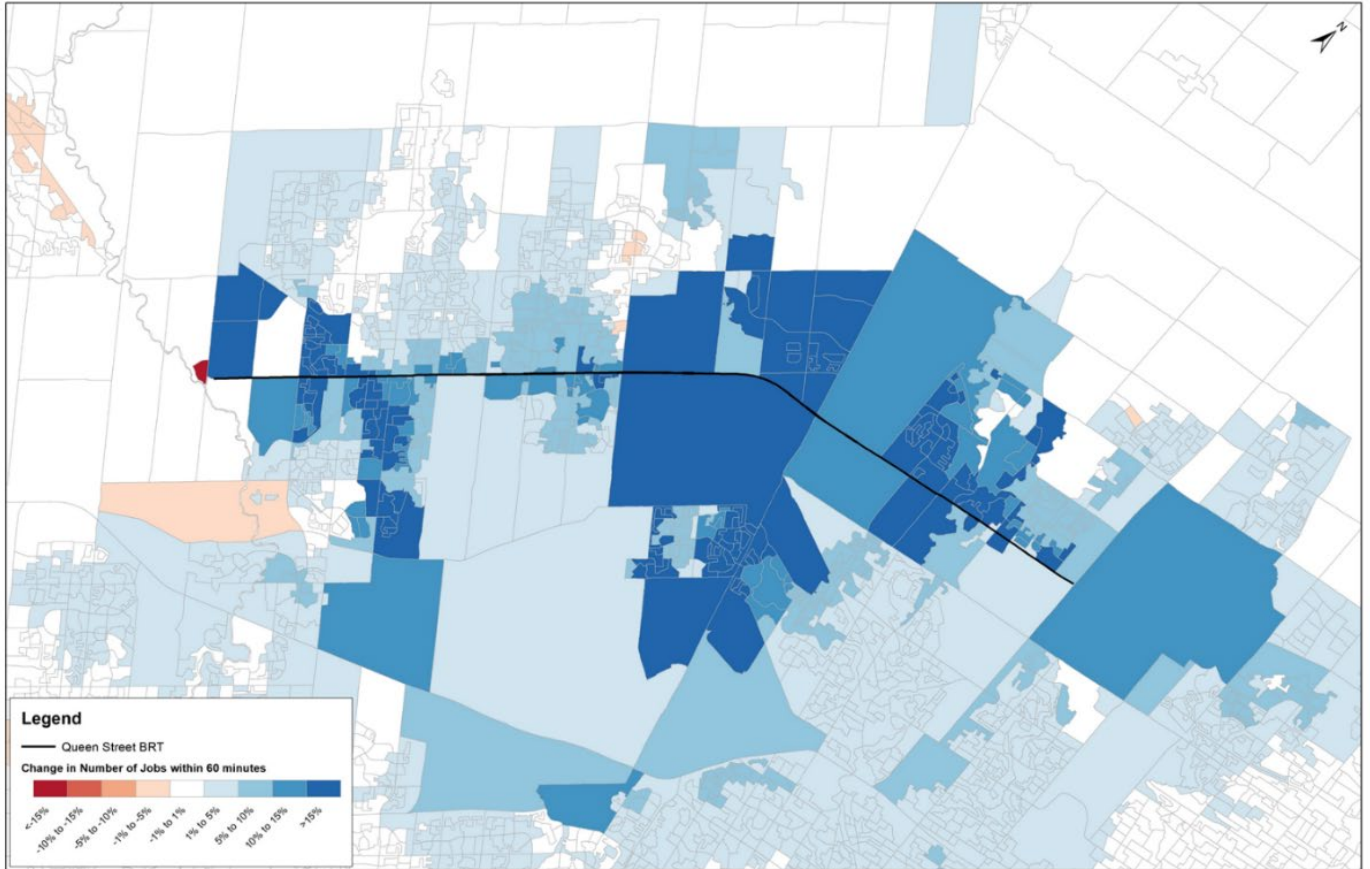 N
Legend
Queen Street BRT
Change in Number of Jobs within 60 minutes
<-15%
-10% to -15%
-5% to -10%
-1% to -5%
-1% to 1%
1% to 5%
5% to 10%
10% to 15%
>15%